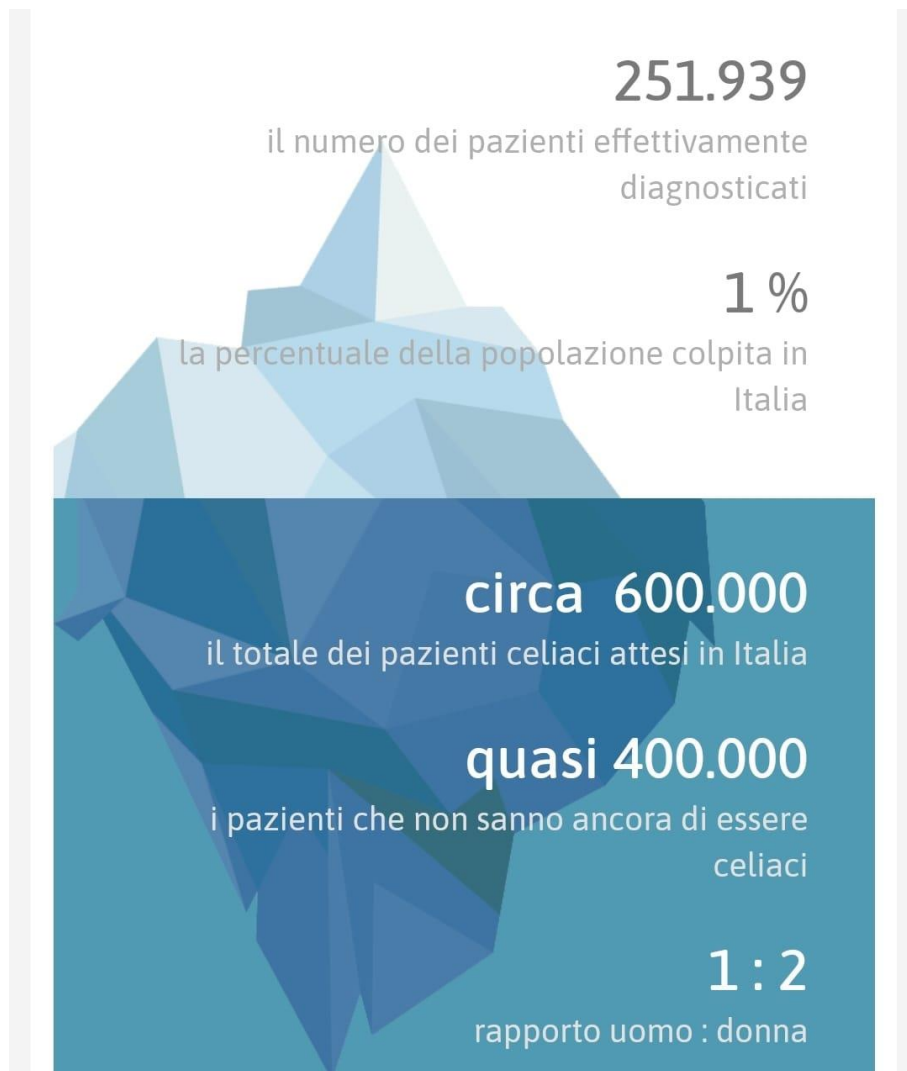 251.939
il numero dei pazienti effettivamente
diagnosticati
1 %
la percentuale della popolazione colpita in
Italia
circa 600.000
il totale dei pazienti celiaci attesi in Italia
quasi 400.000
i pazienti che non sanno ancora di essere
celiaci
1 : 2
rapporto uomo : donna